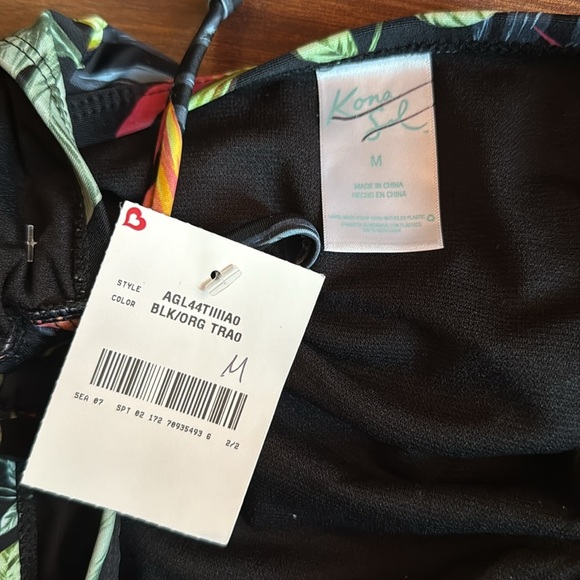 Kona
Sol
M
MADE IN CHINA
HECHO EN CHINA
STYLE AGL44TIIIIA0
COLOR BLK/ORG TRA0
M
SEA 07 SPT 02 172 70935493 6 2/2